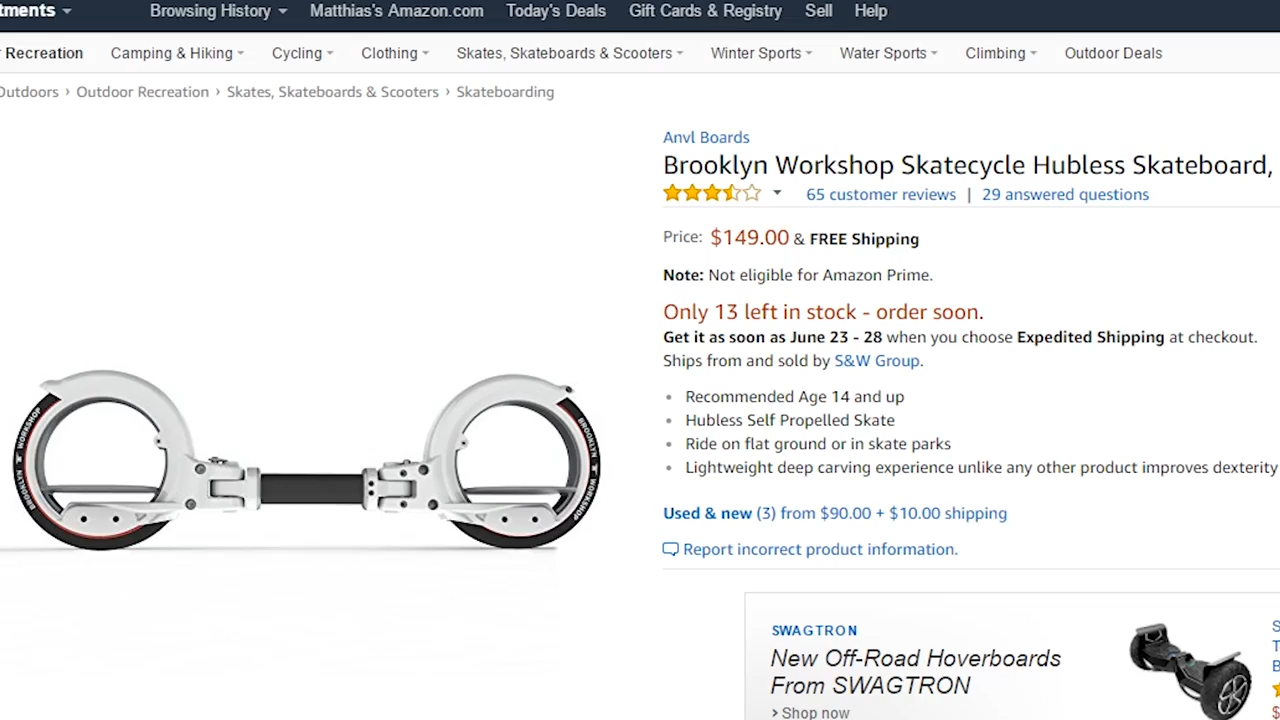 tments
Browsing History
Matthias's Amazon.com
Today's Deals
Gift Cards & Registry
Sell
Help
Recreation
Camping & Hiking
Cycling
Clothing
Skates, Skateboards & Scooters
Winter Sports
Water Sports
Climbing
Outdoor Deals
Outdoors › Outdoor Recreation › Skates, Skateboards & Scooters › Skateboarding
Anvl Boards
Brooklyn Workshop Skatecycle Hubless Skateboard,
65 customer reviews | 29 answered questions
Price: $149.00 & FREE Shipping
Note: Not eligible for Amazon Prime.
Only 13 left in stock - order soon.
Get it as soon as June 23 - 28 when you choose Expedited Shipping at checkout.
Ships from and sold by S&W Group.
• Recommended Age 14 and up
• Hubless Self Propelled Skate
• Ride on flat ground or in skate parks
• Lightweight deep carving experience unlike any other product improves dexterity
Used & new (3) from $90.00 + $10.00 shipping
Report incorrect product information.
BROOKLYN WORKSHOP
BROOKLYN WORKSHOP
SWAGTRON
New Off-Road Hoverboards
From SWAGTRON
› Shop now
S
T
B
$